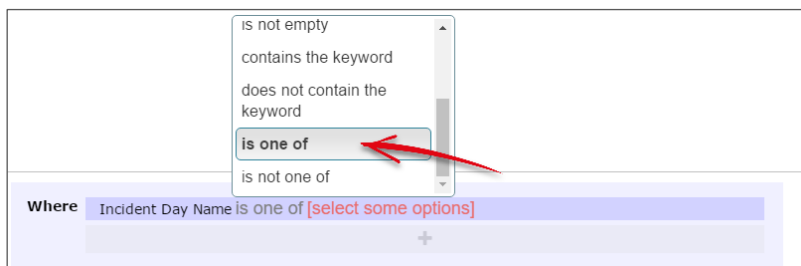 is not empty
contains the keyword
does not contain the
keyword
is one of
is not one of
Where Incident Day Name is one of [select some options]
+